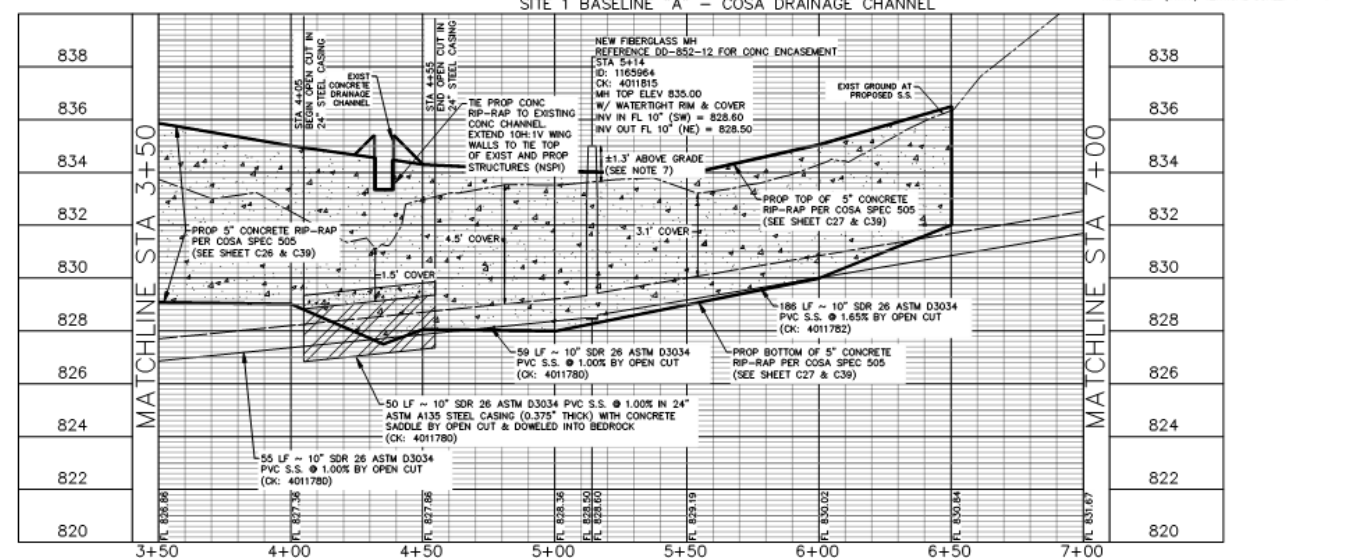 SITE 1 BASELINE "A" – COSA DRAINAGE CHANNEL
838
836
834
832
830
828
826
824
822
820
MATCHLINE STA 3+50
STA 4+05
BEGIN OPEN CUT IN
24" STEEL CASING
EXIST
CONCRETE
DRAINAGE
CHANNEL
STA 4+55
END OPEN CUT IN
24" STEEL CASING
TIE PROP CONC
RIP-RAP TO EXISTING
CONC CHANNEL.
EXTEND 10H:1V WING
WALLS TO TIE TOP
OF EXIST AND PROP
STRUCTURES (NSPI)
NEW FIBERGLASS MH
REFERENCE DD-852-12 FOR CONC ENCASEMENT
STA 5+14
ID: 1165964
CK: 4011815
MH TOP ELEV 835.00
W/ WATERTIGHT RIM & COVER
INV IN FL 10" (SW) = 828.60
INV OUT FL 10" (NE) = 828.50
±1.3' ABOVE GRADE
(SEE NOTE 7)
EXIST GROUND AT
PROPOSED S.S.
PROP TOP OF 5" CONCRETE
RIP-RAP PER COSA SPEC 505
(SEE SHEET C27 & C39)
PROP 5" CONCRETE RIP-RAP
PER COSA SPEC 505
(SEE SHEET C26 & C39)
4.5' COVER
3.1' COVER
1.5' COVER
186 LF ~ 10" SDR 26 ASTM D3034
PVC S.S. @ 1.65% BY OPEN CUT
(CK: 4011782)
59 LF ~ 10" SDR 26 ASTM D3034
PVC S.S. @ 1.00% BY OPEN CUT
(CK: 4011780)
PROP BOTTOM OF 5" CONCRETE
RIP-RAP PER COSA SPEC 505
(SEE SHEET C27 & C39)
50 LF ~ 10" SDR 26 ASTM D3034 PVC S.S. @ 1.00% IN 24"
ASTM A135 STEEL CASING (0.375" THICK) WITH CONCRETE
SADDLE BY OPEN CUT & DOWELED INTO BEDROCK
(CK: 4011780)
55 LF ~ 10" SDR 26 ASTM D3034
PVC S.S. @ 1.00% BY OPEN CUT
(CK: 4011780)
MATCHLINE STA 7+00
838
836
834
832
830
828
826
824
822
820
FL 826.86
FL 827.36
FL 827.86
FL 828.36
FL 828.50
FL 828.60
FL 829.19
FL 830.02
FL 830.84
FL 831.67
3+50
4+00
4+50
5+00
5+50
6+00
6+50
7+00